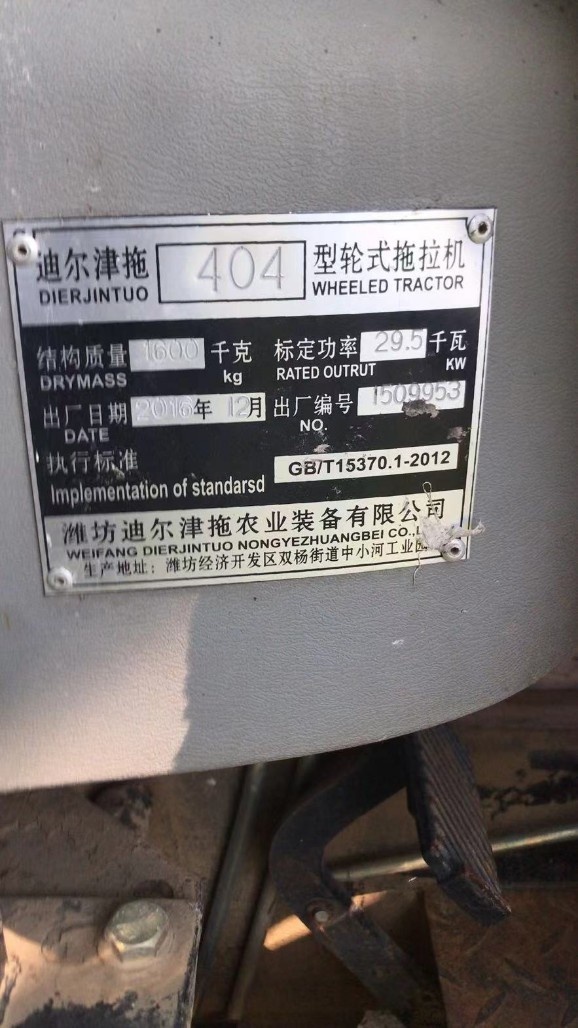 迪尔津拖 404 型轮式拖拉机
DIERJINTUO WHEELED TRACTOR
结构质量 1600 千克 标定功率 29.5 千瓦
DRYMASS kg RATED OUTRUT KW
出厂日期 2016年 12月 出厂编号 1509953
DATE NO.
执行标准 GB/T15370.1-2012
Implementation of standarsd
潍坊迪尔津拖农业装备有限公司
WEIFANG DIERJINTUO NONGYEZHUANGBEI CO.,
生产地址：潍坊经济开发区双杨街道中小河工业园